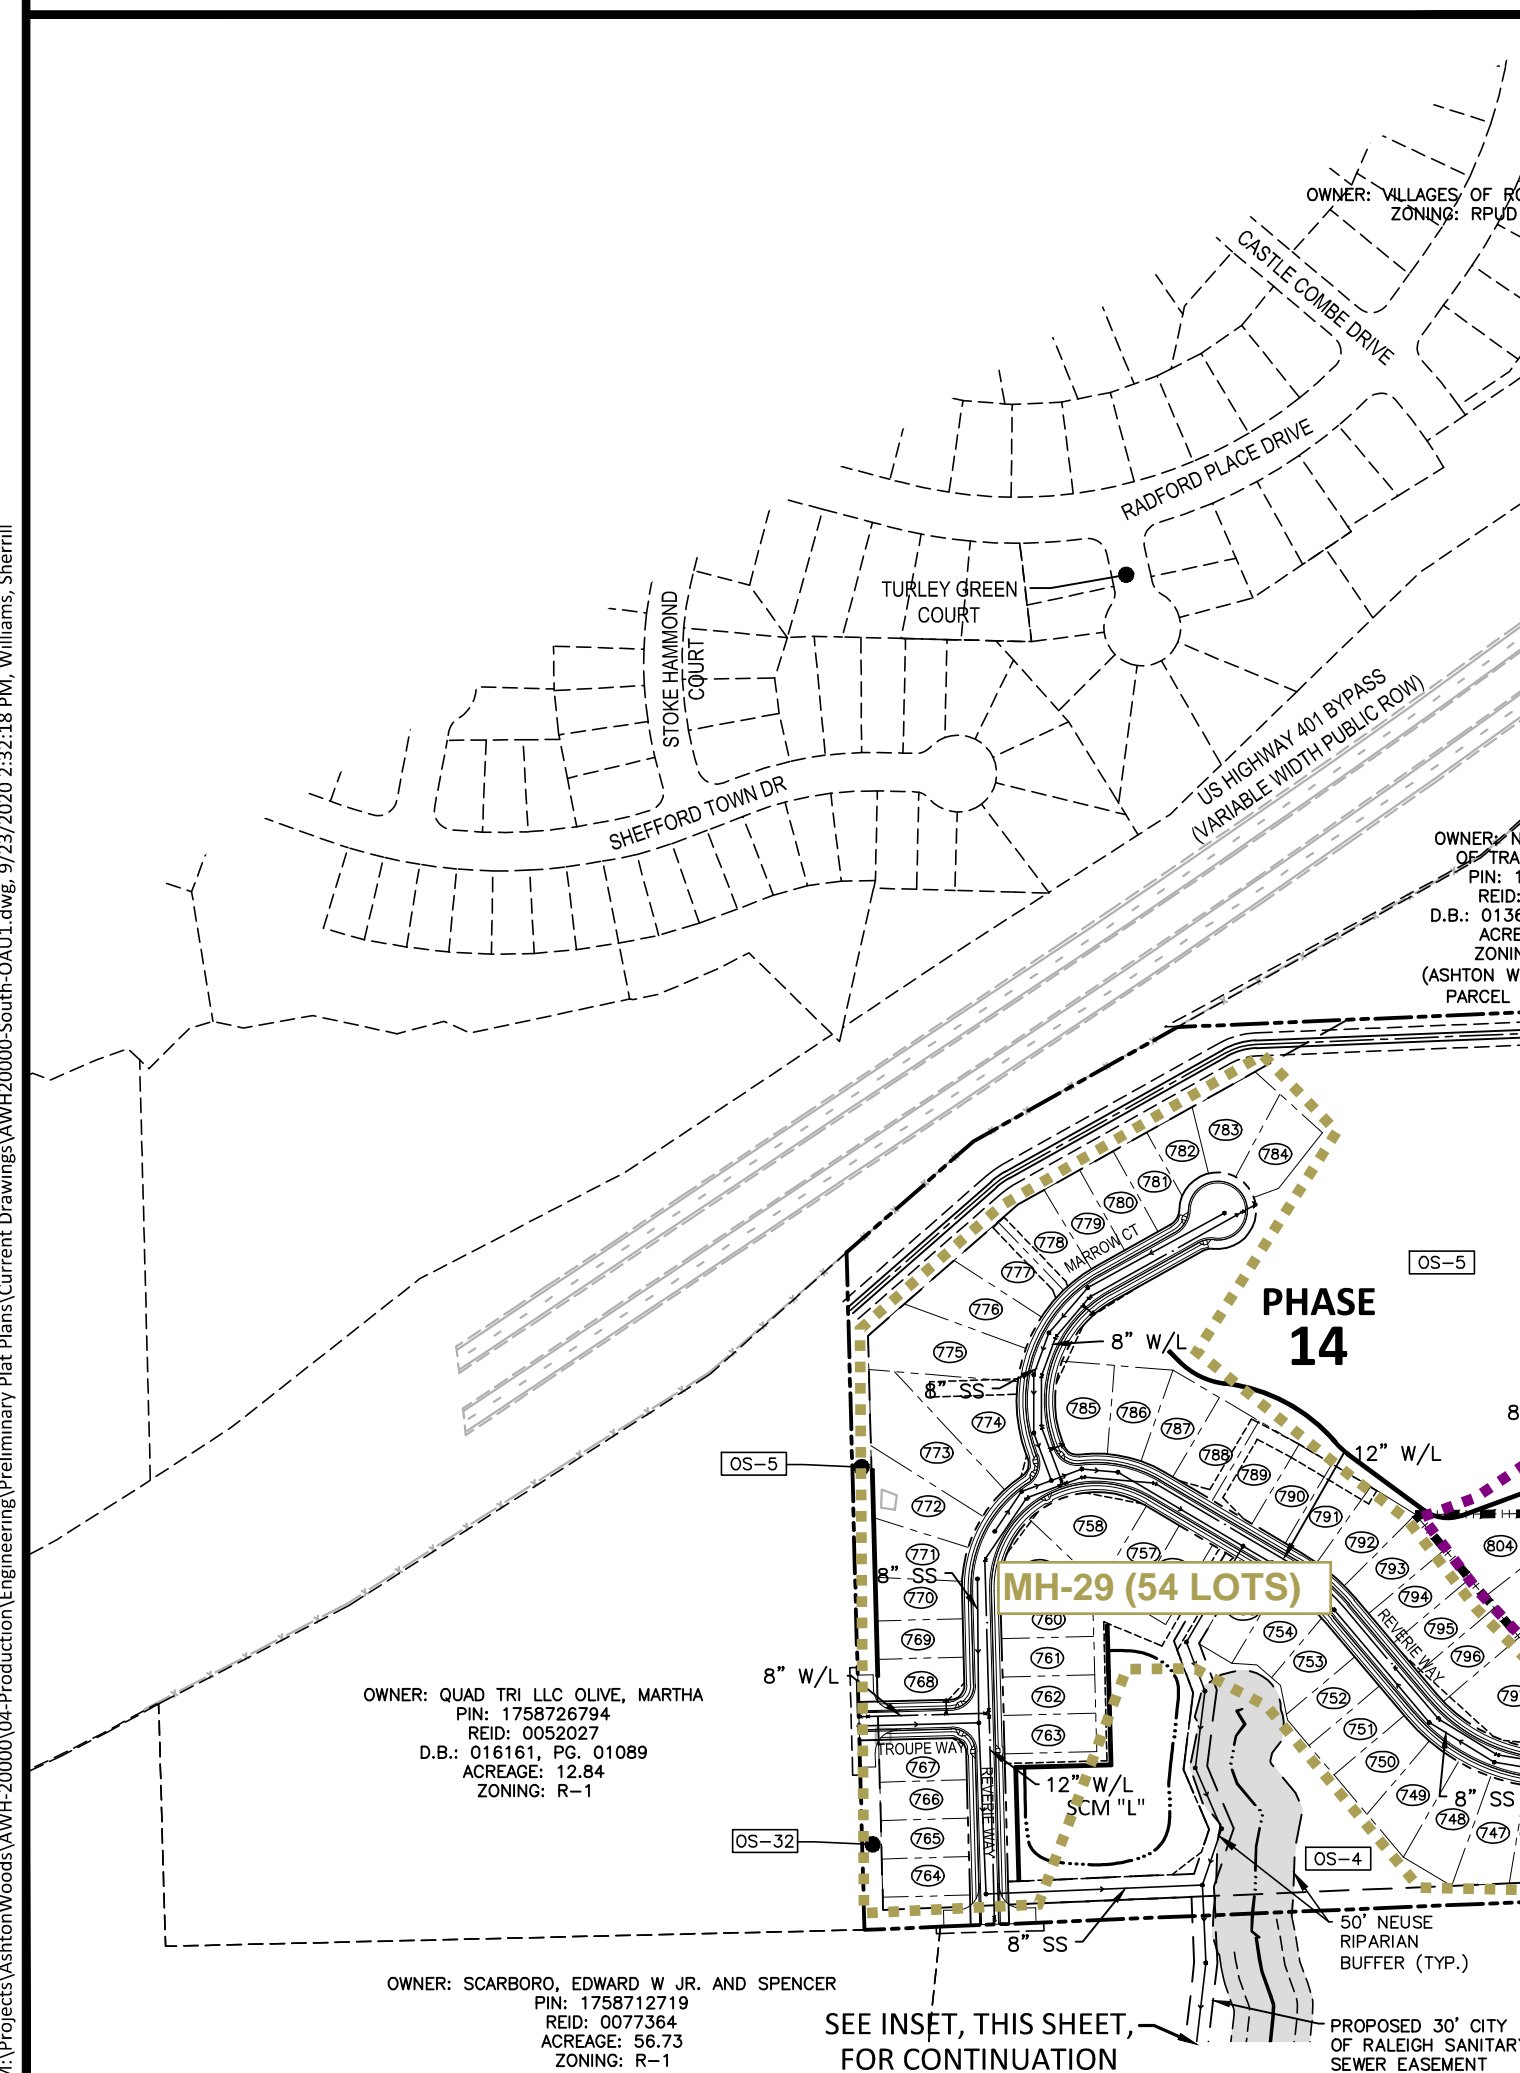 M:\Projects\AshtonWoods\AWH-20000\04-Production\Engineering\Preliminary Plat Plans\Current Drawings\AWH20000-South-OAU1.dwg, 9/23/2020 2:32:18 PM, Williams, Sherrill
OWNER: VILLAGES OF RO
ZONING: RPUD
CASTLE COMBE DRIVE
RADFORD PLACE DRIVE
TURLEY GREEN
COURT
STOKE HAMMOND
COURT
SHEFFORD TOWN DR
US HIGHWAY 401 BYPASS
(VARIABLE WIDTH PUBLIC ROW)
OWNER: N
OF TRA
PIN: 1
REID:
D.B.: 0136
ACRE
ZONIN
(ASHTON W
PARCEL
783
782
784
781
780
779
778
MARROW CT
777
OS-5
776
PHASE
14
775
8" W/L
8" SS
774
785
786
787
788
773
12" W/L
8
OS-5
789
790
791
772
758
792
804
771
757
793
8" SS
MH-29 (54 LOTS)
770
794
760
769
754
795
REVERIE WAY
761
753
796
768
8" W/L
762
752
797
OWNER: QUAD TRI LLC OLIVE, MARTHA
PIN: 1758726794
REID: 0052027
D.B.: 016161, PG. 01089
ACREAGE: 12.84
ZONING: R-1
763
751
TROUPE WAY
750
767
12" W/L
SCM "L"
REVERIE WAY
766
749
8" SS
748
747
765
OS-32
OS-4
764
50' NEUSE
RIPARIAN
BUFFER (TYP.)
8" SS
OWNER: SCARBORO, EDWARD W JR. AND SPENCER
PIN: 1758712719
REID: 0077364
ACREAGE: 56.73
ZONING: R-1
SEE INSET, THIS SHEET,
FOR CONTINUATION
PROPOSED 30' CITY
OF RALEIGH SANITARY
SEWER EASEMENT